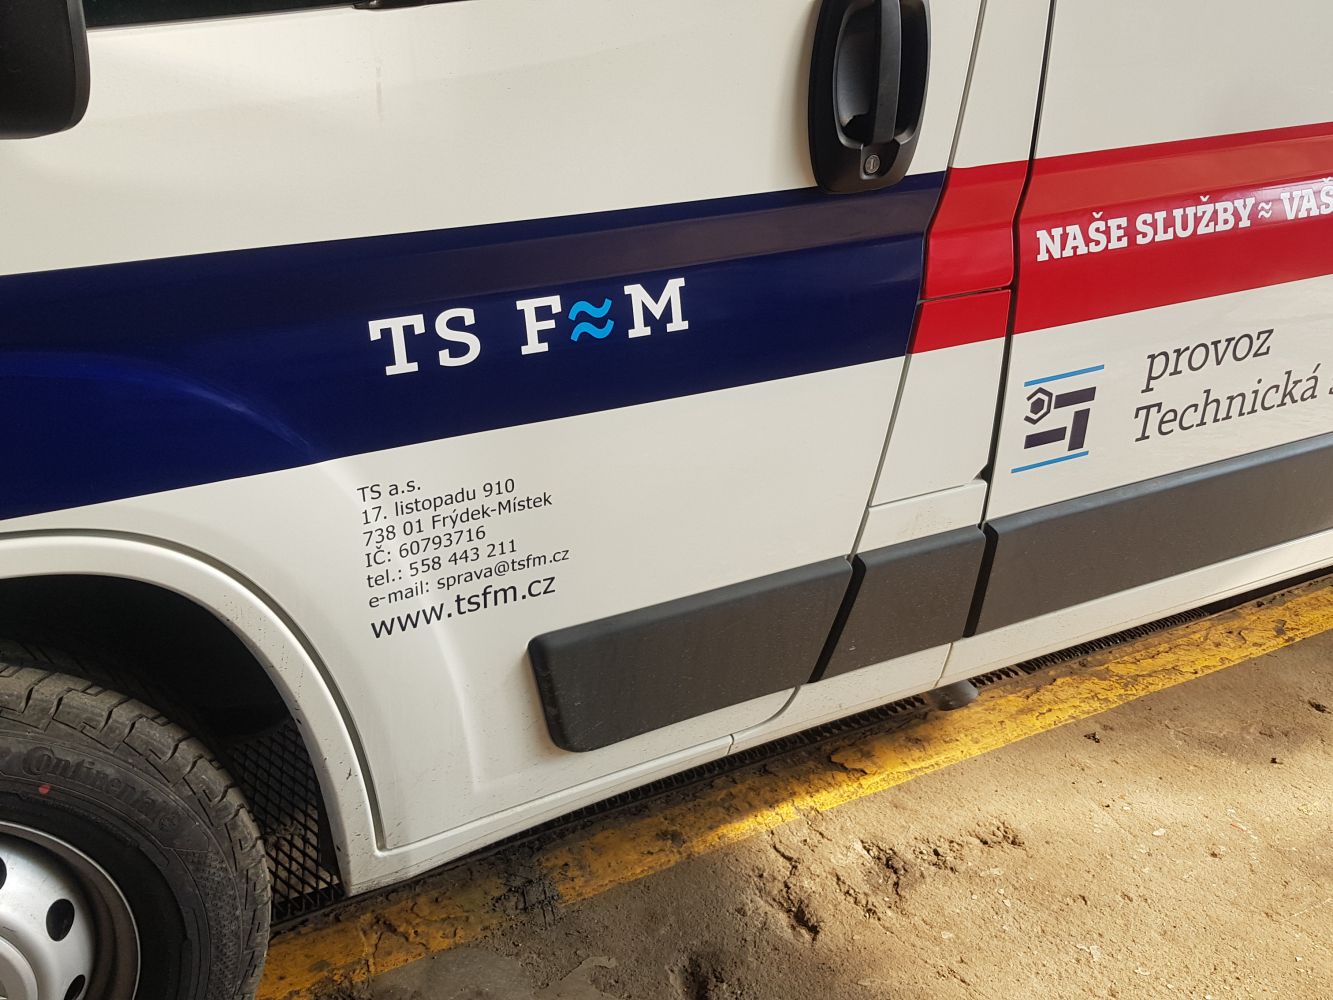 TS F≈M
NAŠE SLUŽBY≈
provoz
Technická
TS a.s.
17. listopadu 910
738 01 Frýdek-Místek
IČ: 60793716
tel.: 558 443 211
e-mail: sprava@tsfm.cz
www.tsfm.cz
Continental